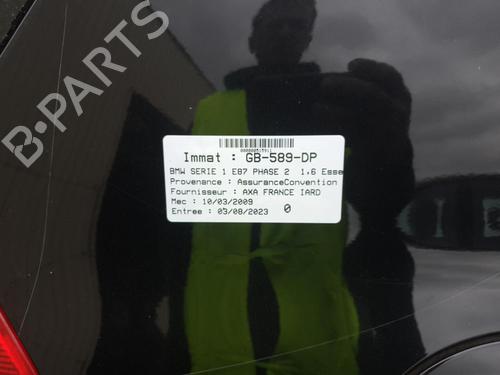 B-PARTS
000000515911
Immat : GB-589-DP
BMW SERIE 1 E87 PHASE 2 1,6 Esse
Provenance : AssuranceConvention
Fournisseur : AXA FRANCE IARD
Mec : 10/03/2009
Entree : 03/08/2023 0